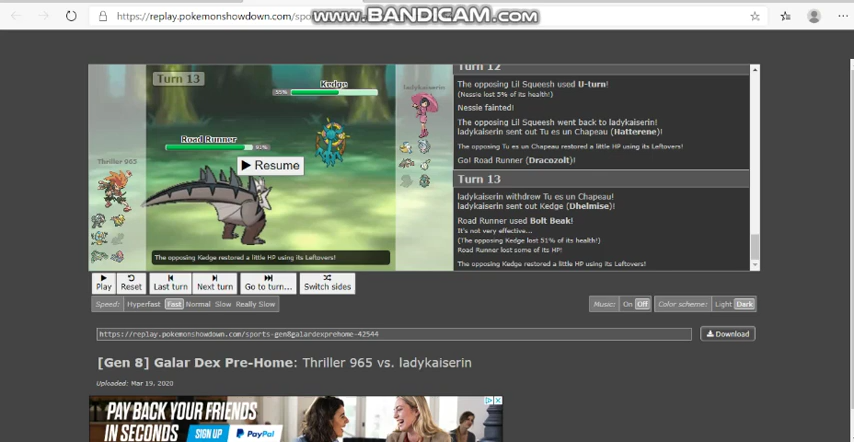 https://replay.pokemonshowdown.com/spo
www.BANDICAM.com
Turn 13
Kedge
55%
ladykaiserin
Road Runner
Thriller 965
Resume
The opposing Kedge restored a little HP using its Leftovers!
Turn 12
The opposing Lil Squeesh used U-turn!
(Nessie lost 5% of its health!)
Nessie fainted!
The opposing Lil Squeesh went back to ladykaiserin!
ladykaiserin sent out Tu es un Chapeau (Hatterene)!
The opposing Tu es un Chapeau restored a little HP using its Leftovers!
Go! Road Runner (Dracozolt)!
Turn 13
ladykaiserin withdrew Tu es un Chapeau!
ladykaiserin sent out Kedge (Dhelmise)!
Road Runner used Bolt Beak!
It's not very effective...
(The opposing Kedge lost 51% of its health!)
Road Runner lost some of its HP!
The opposing Kedge restored a little HP using its Leftovers!
Play
Reset
Last turn
Next turn
Go to turn...
Switch sides
Speed: Hyperfast Fast Normal Slow Really Slow
Music: On Off
Color scheme: Light Dark
https://replay.pokemonshowdown.com/sports-gen8galardexprehome-42544
Download
[Gen 8] Galar Dex Pre-Home: Thriller 965 vs. ladykaiserin
Uploaded: Mar 19, 2020
PAY BACK YOUR FRIENDS
IN SECONDS
SIGN UP
PayPal